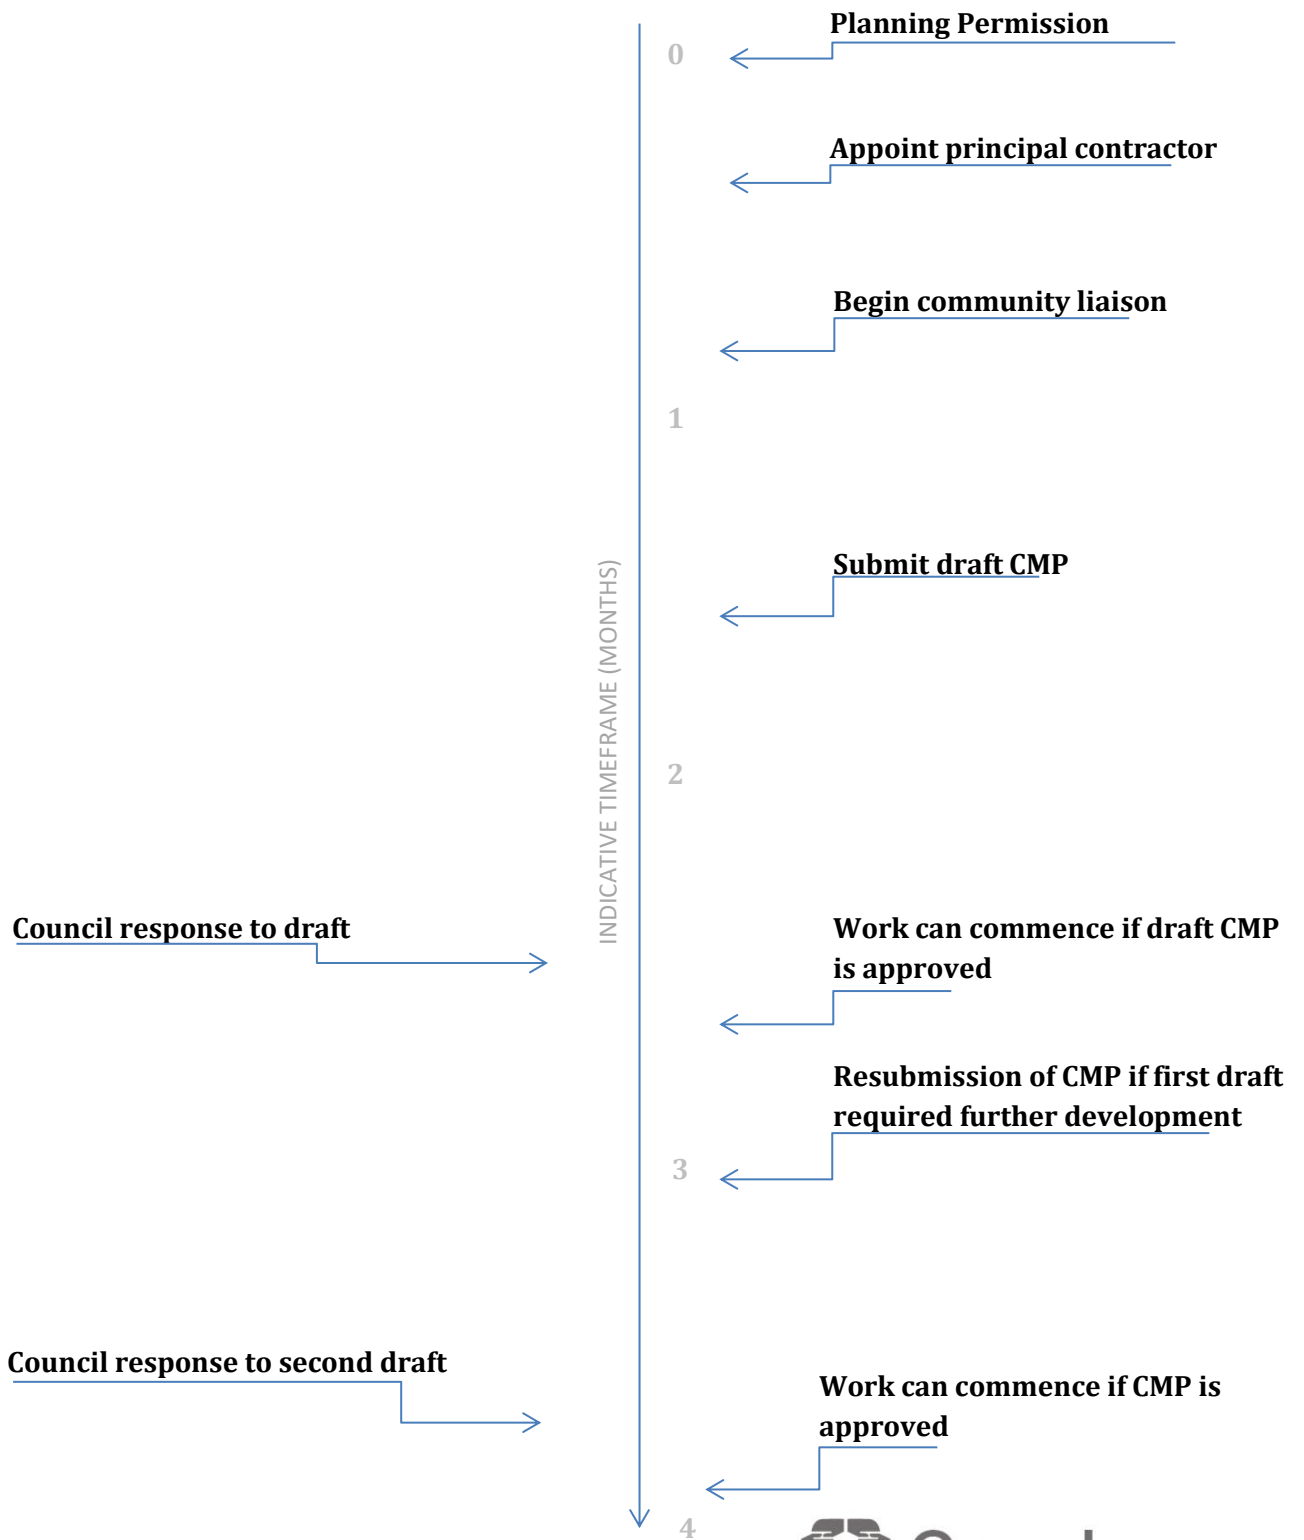 Planning Permission
0
Appoint principal contractor
Begin community liaison
1
Submit draft CMP
INDICATIVE TIMEFRAME (MONTHS)
2
Council response to draft
Work can commence if draft CMP
is approved
Resubmission of CMP if first draft
required further development
3
Council response to second draft
Work can commence if CMP is
approved
4